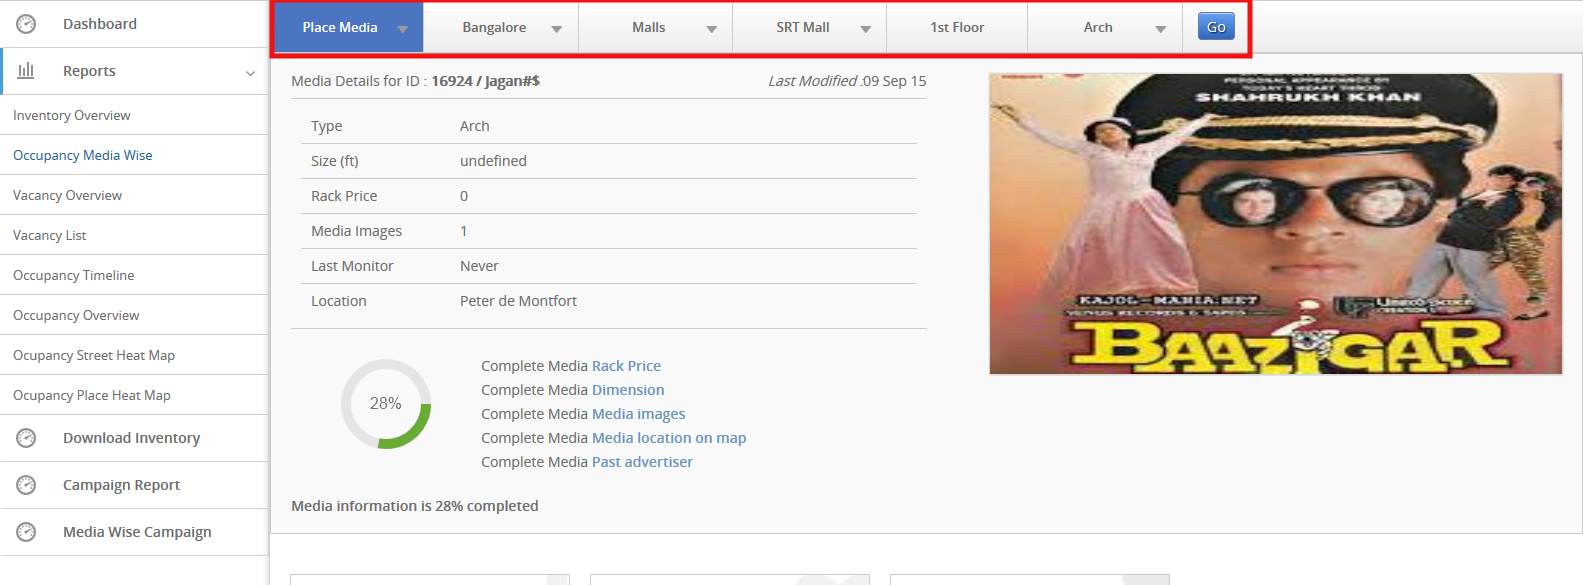 Dashboard
Reports
Inventory Overview
Occupancy Media Wise
Vacancy Overview
Vacancy List
Occupancy Timeline
Occupancy Overview
Ocupancy Street Heat Map
Ocupancy Place Heat Map
Download Inventory
Campaign Report
Media Wise Campaign
Place Media Bangalore Malls SRT Mall 1st Floor Arch Go
Media Details for ID : 16924 / Jagan#$ Last Modified :09 Sep 15
Type Arch
Size (ft) undefined
Rack Price 0
Media Images 1
Last Monitor Never
Location Peter de Montfort
28%
Complete Media Rack Price
Complete Media Dimension
Complete Media Media images
Complete Media Media location on map
Complete Media Past advertiser
Media information is 28% completed
PERSONAL APPEARANCE BY
TODAY'S HEART THROB
SHAHRUKH KHAN
KAJOL-MANIA.NET
VENUS RECORDS & TAPES
BAAZIGAR